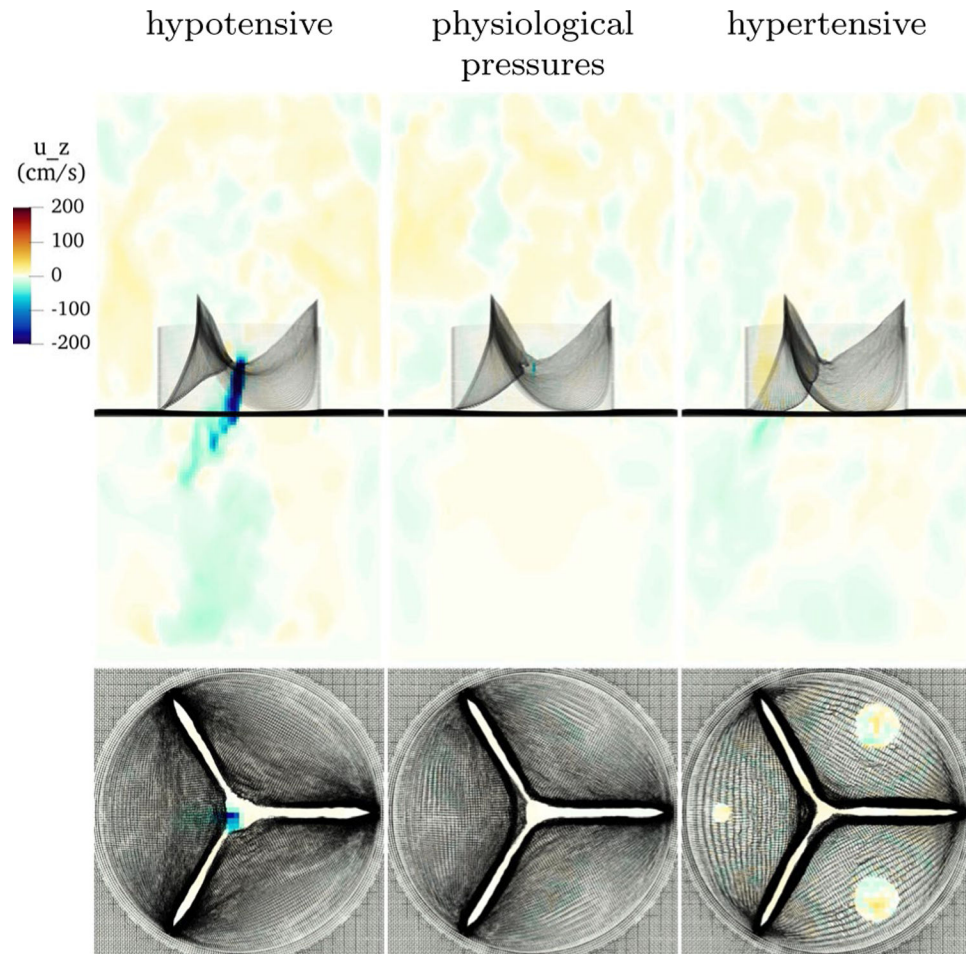 hypotensive
physiological
pressures
hypertensive
u_z
(cm/s)
200
100
0
-100
-200